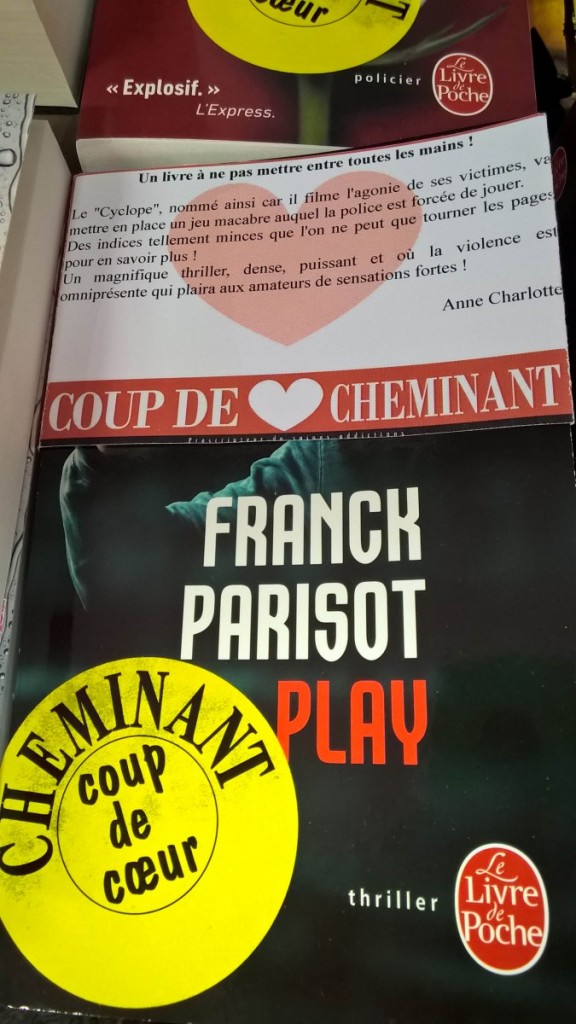 cœur
policier
Le
Livre
de
Poche
« Explosif. »
L'Express.
Un livre à ne pas mettre entre toutes les mains !
Le "Cyclope", nommé ainsi car il filme l'agonie de ses victimes, va
mettre en place un jeu macabre auquel la police est forcée de jouer.
Des indices tellement minces que l'on ne peut que tourner les pages
pour en savoir plus !
Un magnifique thriller, dense, puissant et où la violence est
omniprésente qui plaira aux amateurs de sensations fortes !
Anne Charlotte
COUP DE CHEMINANT
FRANCK
PARISOT
PLAY
CHEMINANT
coup
de
cœur
thriller
Le
Livre
de
Poche